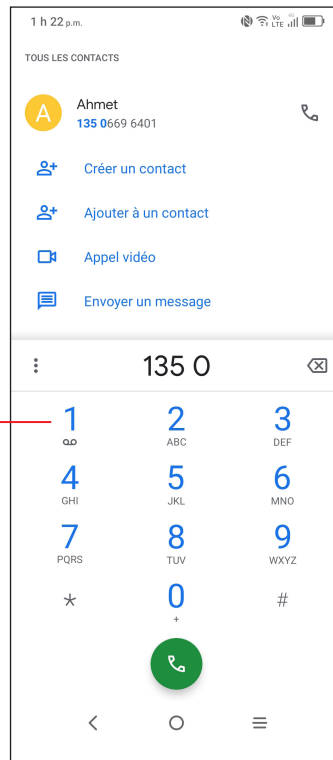 1 h 22 p.m.
Vo LTE 4G
TOUS LES CONTACTS
A
Ahmet
135 0669 6401
Créer un contact
Ajouter à un contact
Appel vidéo
Envoyer un message
135 0
1 2 3
ABC DEF
4 5 6
GHI JKL MNO
7 8 9
PQRS TUV WXYZ
* 0 #
+